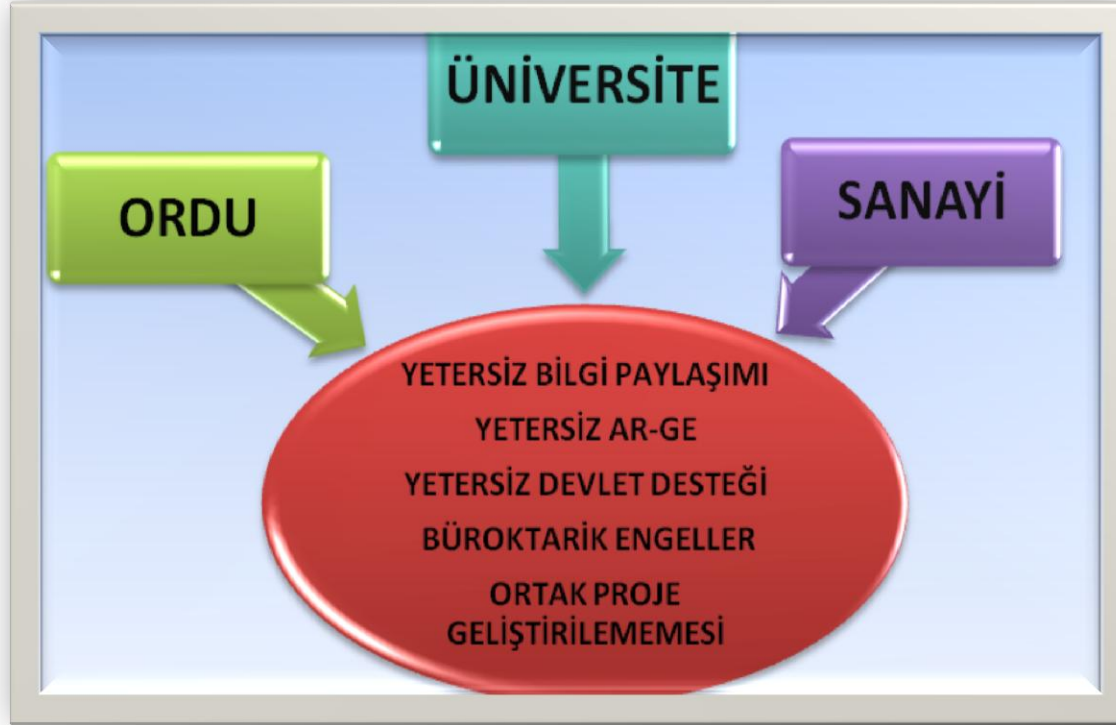 ÜNİVERSİTE
ORDU
SANAYİ
YETERSİZ BİLGİ PAYLAŞIMI
YETERSİZ AR-GE
YETERSİZ DEVLET DESTEĞİ
BÜROKTARİK ENGELLER
ORTAK PROJE
GELİŞTİRİLEMEMESİ